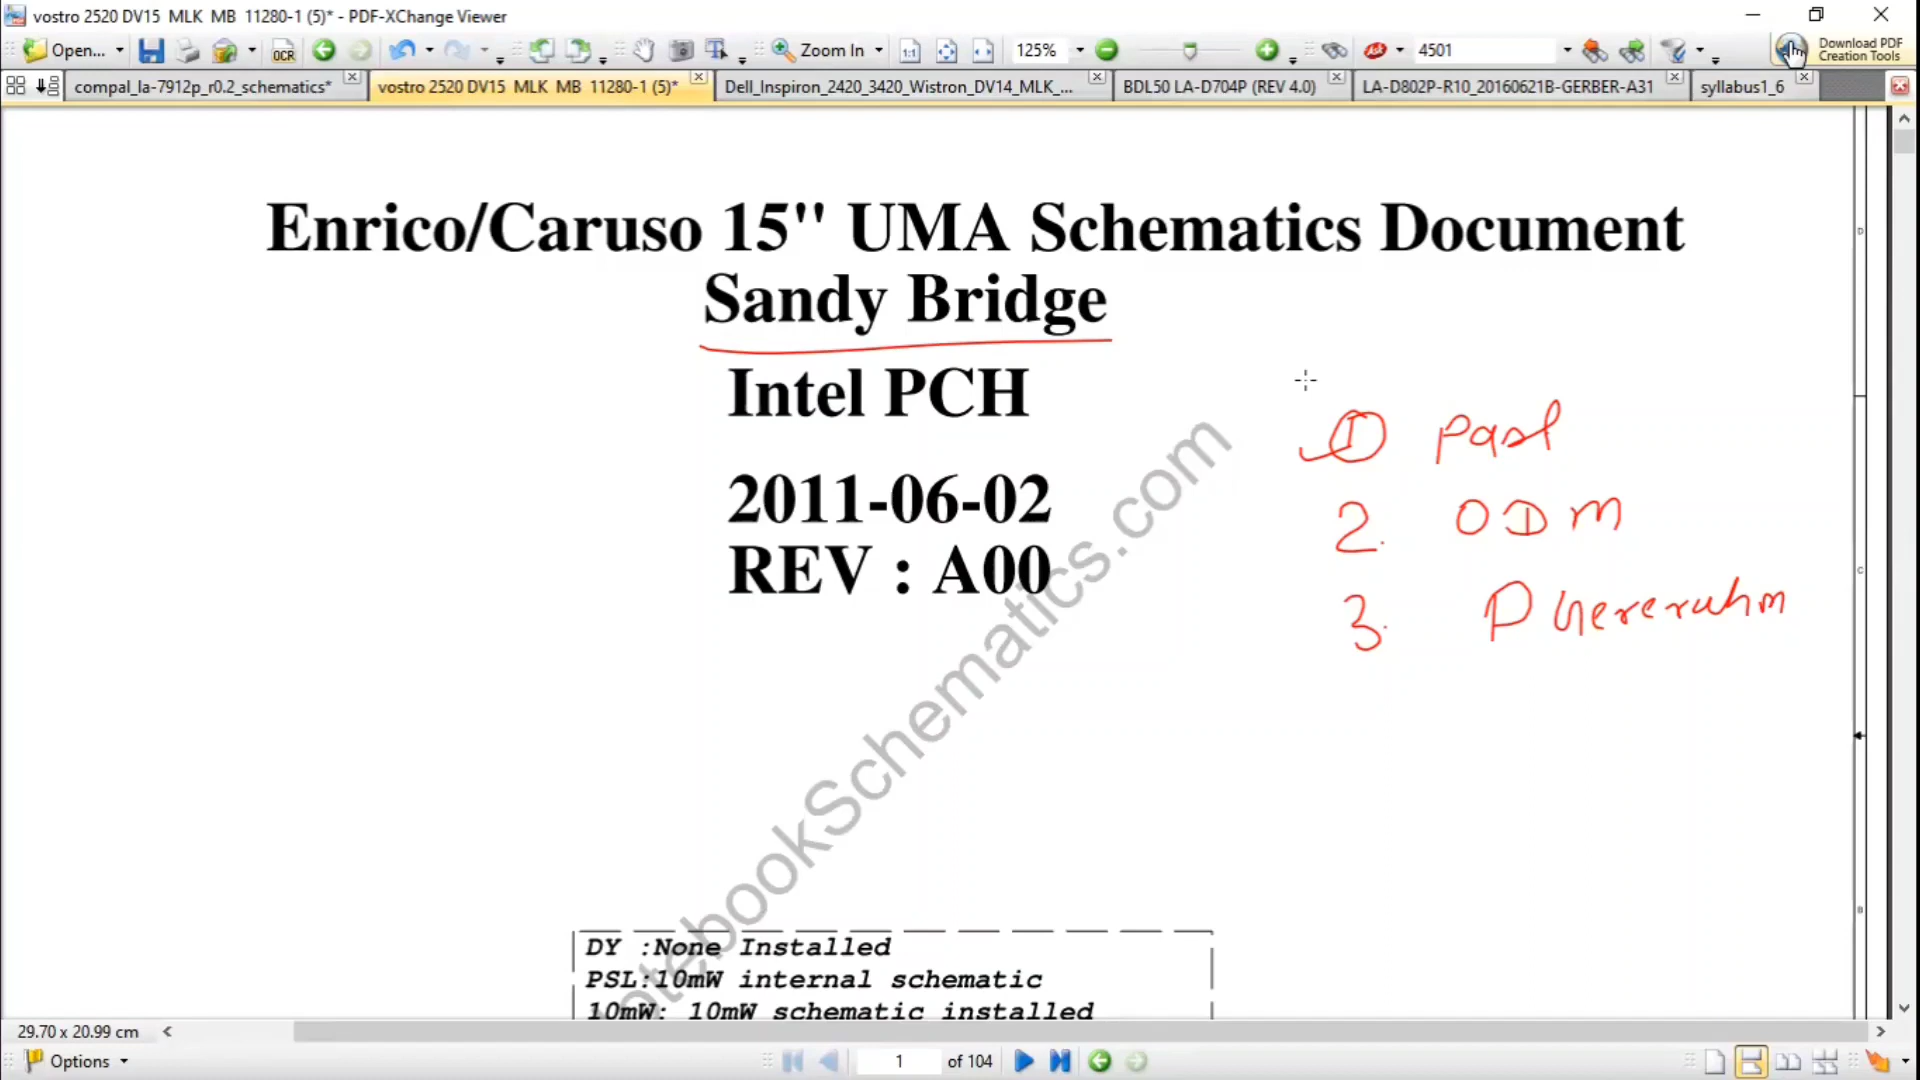 vostro 2520 DV15 MLK MB 11280-1 (5)* - PDF-XChange Viewer
Open... OCR Zoom In 125% 4501 Download PDF Creation Tools
compal_la-7912p_r0.2_schematics* vostro 2520 DV15 MLK MB 11280-1 (5)* Dell_Inspiron_2420_3420_Wistron_DV14_MLK_... BDL50 LA-D704P (REV 4.0) LA-D802P-R10_20160621B-GERBER-A31 syllabus1_6
Enrico/Caruso 15'' UMA Schematics Document
Sandy Bridge
Intel PCH
2011-06-02
REV : A00
1
2. ODM
3.
otebookSchematics.com
D
C
B
DY :None Installed
PSL:10mW internal schematic
10mW: 10mW schematic installed
29.70 x 20.99 cm
Options 1 of 104